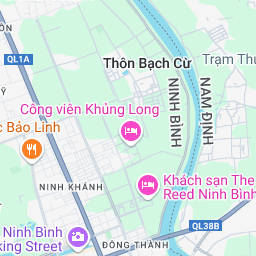 QL1A
Thôn Bạch Cừ
Trạm Thu
NINH BÌNH
NAM ĐỊNH
Công viên Khủng Long
c Bảo Linh
NINH KHÁNH
Khách sạn The
Reed Ninh Bình
Ninh Bình
king Street
QL38B
ĐÔNG THÀNH